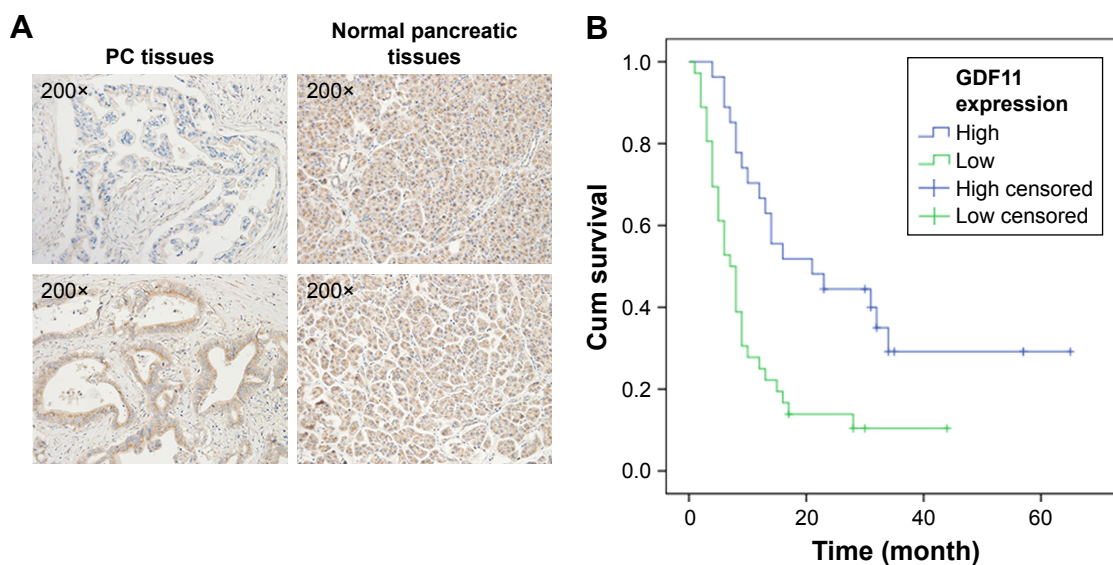 A
PC tissues
Normal pancreatic
tissues
200×
200×
200×
200×
B
GDF11
expression
High
Low
High censored
Low censored
Cum survival
1.0
0.8
0.6
0.4
0.2
0.0
0
20
40
60
Time (month)